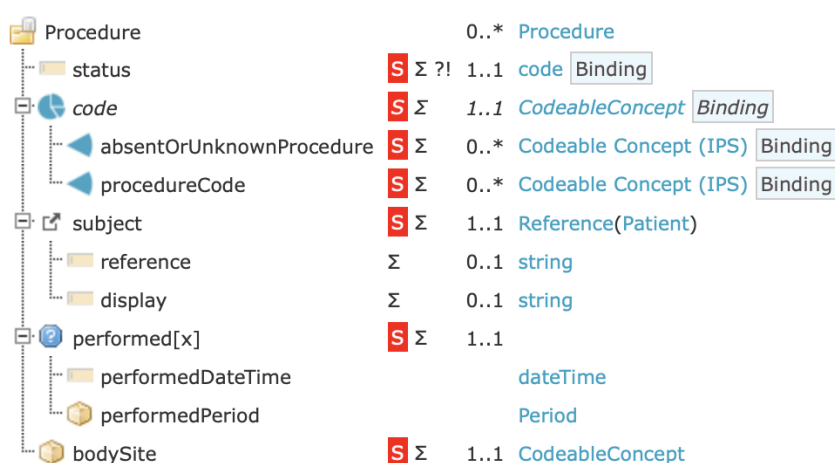 Procedure 0..* Procedure
status S Σ ?! 1..1 code Binding
code S Σ 1..1 CodeableConcept Binding
absentOrUnknownProcedure S Σ 0..* Codeable Concept (IPS) Binding
procedureCode S Σ 0..* Codeable Concept (IPS) Binding
subject S Σ 1..1 Reference(Patient)
reference Σ 0..1 string
display Σ 0..1 string
performed[x] S Σ 1..1
performedDateTime dateTime
performedPeriod Period
bodySite S Σ 1..1 CodeableConcept